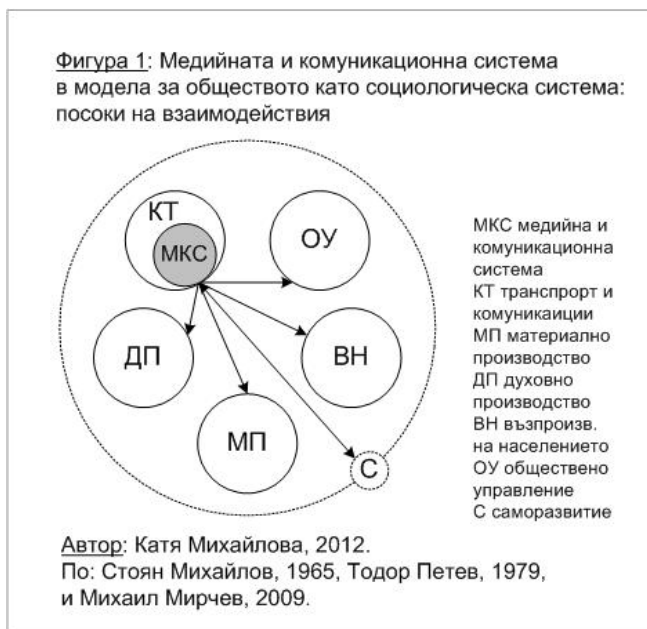 Фигура 1: Медийната и комуникационна система
в модела за обществото като социологическа система:
посоки на взаимодействия
КТ
МКС
ОУ
ДП
ВН
МП
С
МКС медийна и
комуникационна
система
КТ транспрорт и
комуникаиции
МП материално
производство
ДП духовно
производство
ВН възпроизв.
на населението
ОУ обществено
управление
С саморазвитие
Автор: Катя Михайлова, 2012.
По: Стоян Михайлов, 1965, Тодор Петев, 1979,
и Михаил Мирчев, 2009.